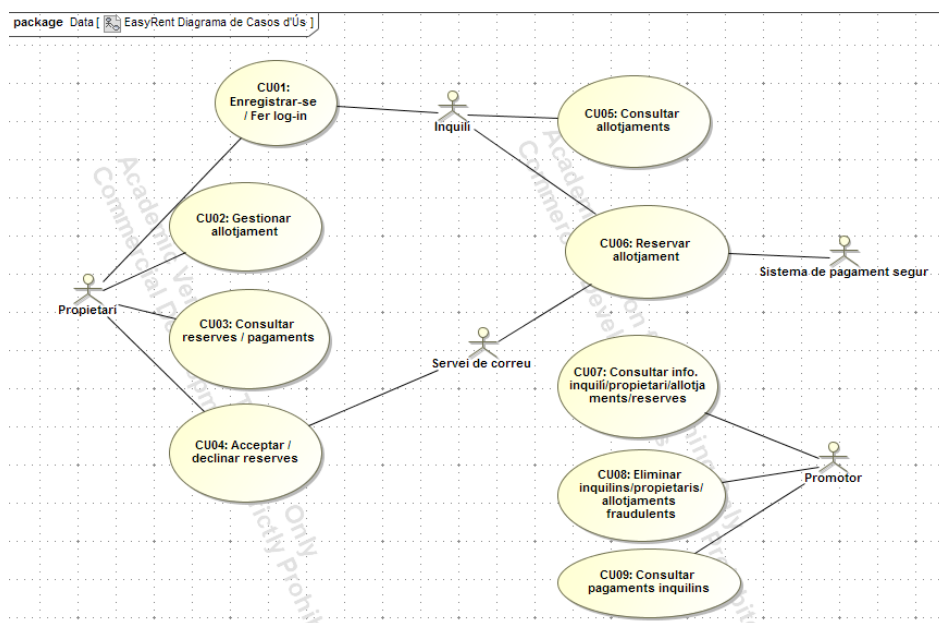 package Data [ EasyRent Diagrama de Casos d'Ús ]
CU01:
Enregistrar-se
/ Fer log-in
Inquilí
CU05: Consultar
allotjaments
CU02: Gestionar
allotjament
CU06: Reservar
allotjament
Sistema de pagament segur
Propietari
CU03: Consultar
reserves / pagaments
Servei de correu
CU07: Consultar info.
inquilí/propietari/allotja
ments/reserves
CU04: Acceptar /
declinar reserves
CU08: Eliminar
inquilins/propietaris/
allotjaments
fraudulents
Promotor
CU09: Consultar
pagaments inquilins